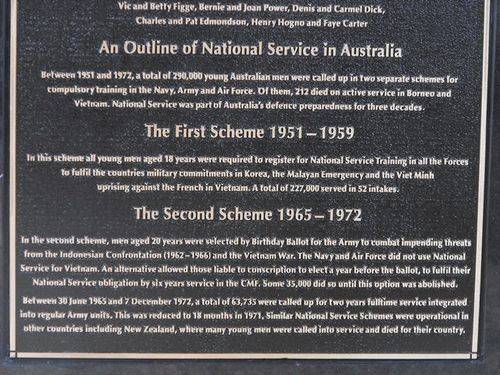 Vic and Betty Figge, Bernie and Joan Power, Denis and Carmel Dick,
Charles and Pat Edmondson, Henry Hogno and Faye Carter
An Outline of National Service in Australia
Between 1951 and 1972, a total of 290,000 young Australian men were called up in two separate schemes for
compulsory training in the Navy, Army and Air Force. Of them, 212 died on active service in Borneo and
Vietnam. National Service was part of Australia's defence preparedness for three decades.
The First Scheme 1951 – 1959
In this scheme all young men aged 18 years were required to register for National Service Training in all the Forces
to fulfil the countries military commitments in Korea, the Malayan Emergency and the Viet Minh
uprising against the French in Vietnam. A total of 227,000 served in 52 intakes.
The Second Scheme 1965 – 1972
In the second scheme, men aged 20 years were selected by Birthday Ballot for the Army to combat impending threats
from the Indonesian Confrontation (1962–1966) and the Vietnam War. The Navy and Air Force did not use National
Service for Vietnam. An alternative allowed those liable to conscription to elect a year before the ballot, to fulfil their
National Service obligation by six years service in the CMF. Some 35,000 did so until this option was abolished.
Between 30 June 1965 and 7 December 1972, a total of 63,735 were called up for two years fulltime service integrated
into regular Army units. This was reduced to 18 months in 1971. Similar National Service Schemes were operational in
other countries including New Zealand, where many young men were called into service and died for their country.